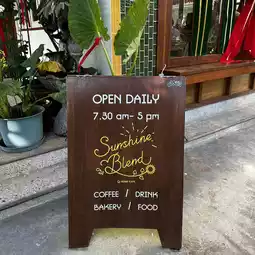 OPEN DAILY
7.30 am- 5 pm
Sunshine
Blend
COFFEE / DRINK
BAKERY / FOOD